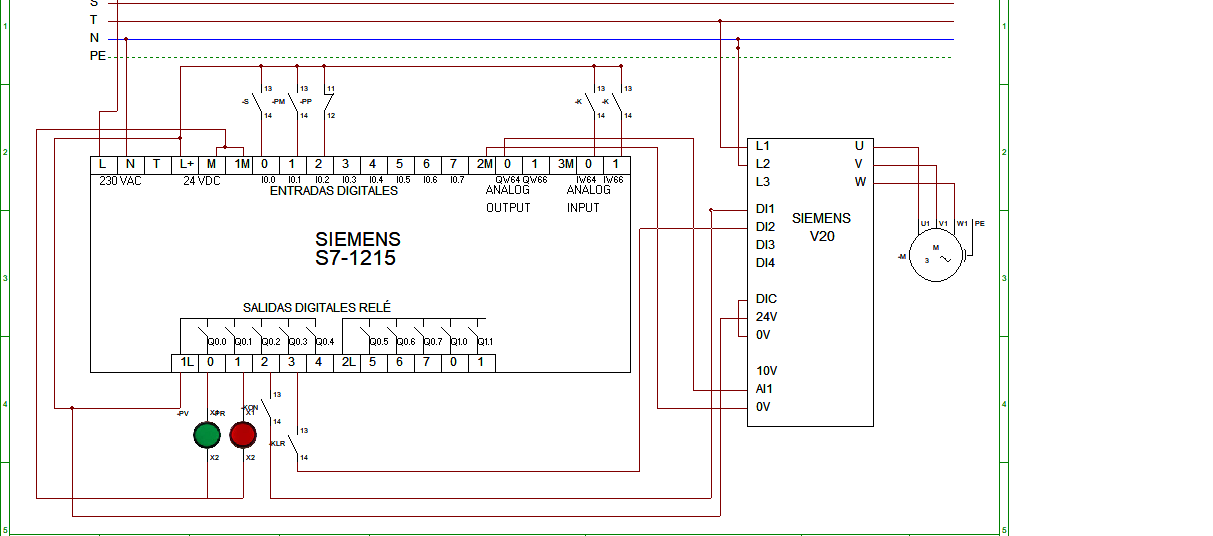 S
1 T 1
N
PE
13 13 11 13 13
-S -PM -PP -K -K
14 14 12 14 14
L1 U
2 L N T L+ M 1M 0 1 2 3 4 5 6 7 2M 0 1 3M 0 1 2
L2 V
230 VAC 24 VDC I0.0 I0.1 I0.2 I0.3 I0.4 I0.5 I0.6 I0.7 QV64 QV66 IV64 IV66
L3 W
ENTRADAS DIGITALES ANALOG ANALOG
OUTPUT INPUT
DI1
SIEMENS
V20
U1 V1 W1 PE
DI2
SIEMENS
S7-1215
DI3
M
-M 3
DI4
3 3
DIC
SALIDAS DIGITALES RELÉ
24V
0V
Q0.0 Q0.1 Q0.2 Q0.3 Q0.4 Q0.5 Q0.6 Q0.7 Q1.0 Q1.1
1L 0 1 2 3 4 2L 5 6 7 0 1
10V
AI1
13
4 0V 4
-PV -PR X1 -KON
14 13
-KLR
X2 X2 14
5 5